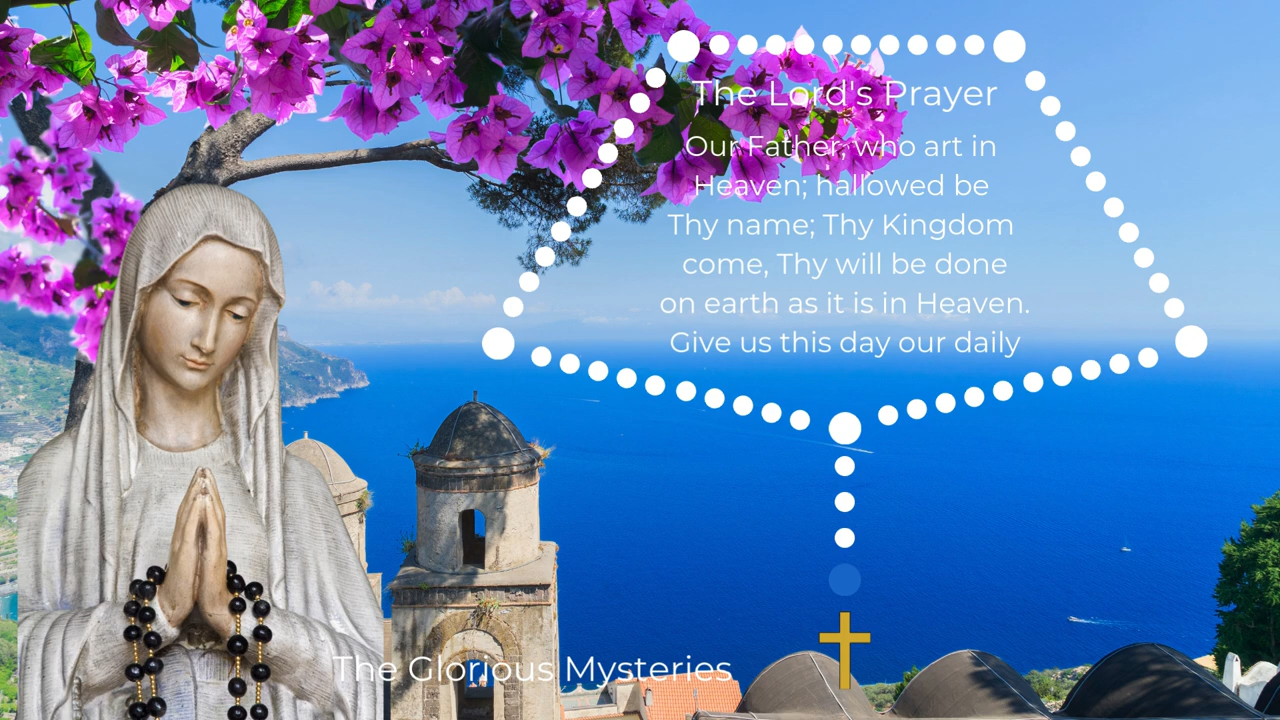 The Lord's Prayer
Our Father, who art in
Heaven; hallowed be
Thy name; Thy Kingdom
come, Thy will be done
on earth as it is in Heaven.
Give us this day our daily
The Glorious Mysteries